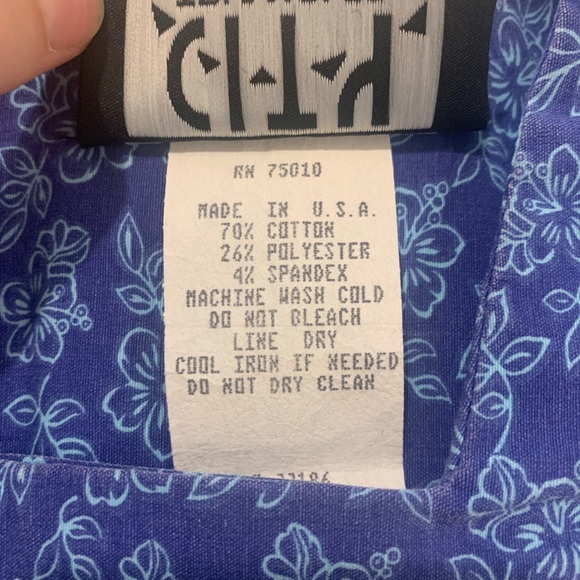 RN 75010
MADE IN U.S.A.
70% COTTON
26% POLYESTER
4% SPANDEX
MACHINE WASH COLD
DO NOT BLEACH
LINE DRY
COOL IRON IF NEEDED
DO NOT DRY CLEAN